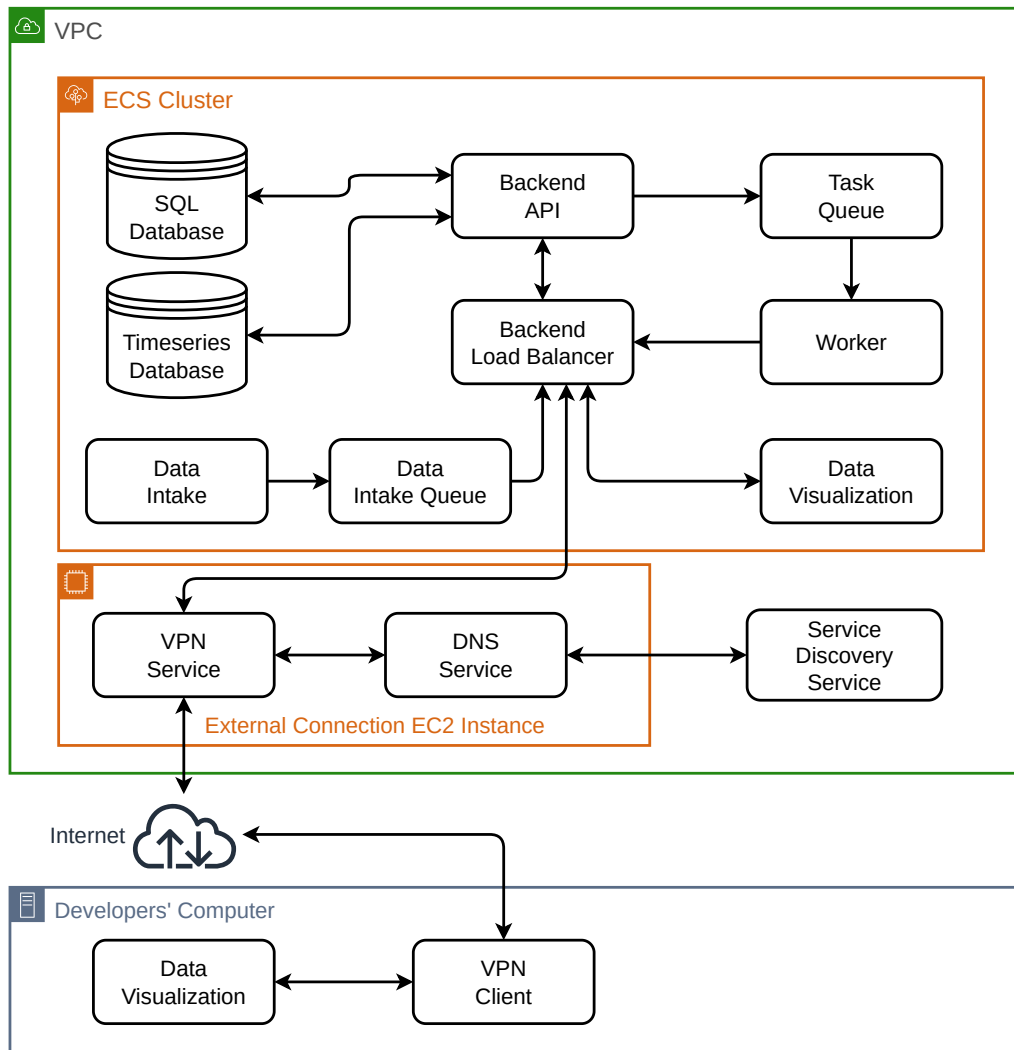 VPC
ECS Cluster
SQL
Database
Backend
API
Task
Queue
Timeseries
Database
Backend
Load Balancer
Worker
Data
Intake
Data
Intake Queue
Data
Visualization
VPN
Service
DNS
Service
Service
Discovery
Service
External Connection EC2 Instance
Internet
Developers' Computer
Data
Visualization
VPN
Client